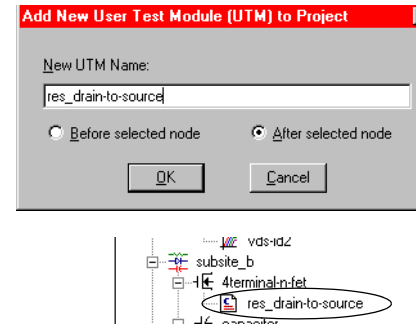 Add New User Test Module (UTM) to Project
New UTM Name:
res_drain-to-source
Before selected node
After selected node
OK
Cancel
vds-id2
subsite_b
4terminal-n-fet
res_drain-to-source
capacitor